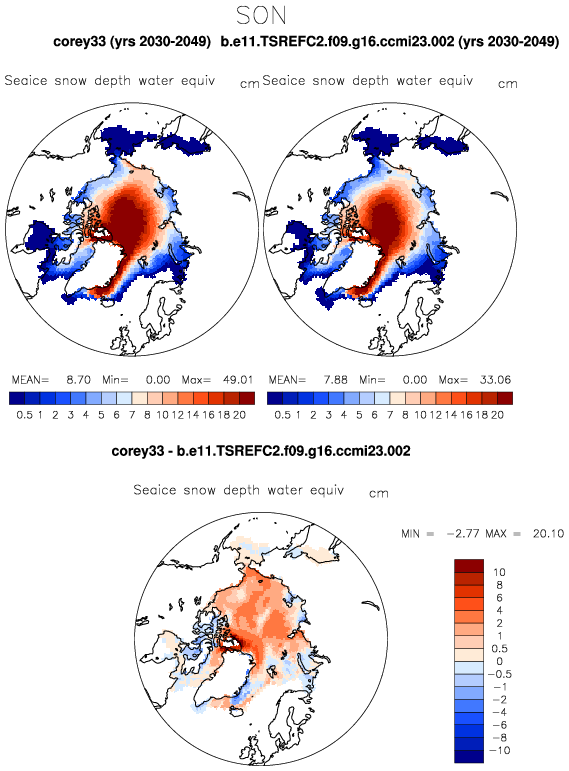 SON
corey33 (yrs 2030-2049) b.e11.TSREFC2.f09.g16.ccmi23.002 (yrs 2030-2049)
Seaice snow depth water equiv cm Seaice snow depth water equiv cm
MEAN= 8.70 Min= 0.00 Max= 49.01 MEAN= 7.88 Min= 0.00 Max= 33.06
0.5 1 2 3 4 5 6 7 8 10 12 14 16 18 20 0.5 1 2 3 4 5 6 7 8 10 12 14 16 18 20
corey33 - b.e11.TSREFC2.f09.g16.ccmi23.002
Seaice snow depth water equiv cm
MIN = -2.77 MAX = 20.10
10
8
6
4
2
1
0.5
0
-0.5
-1
-2
-4
-6
-8
-10